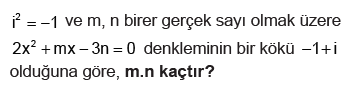 i² = −1 ve m, n birer gerçek sayı olmak üzere
2x² + mx − 3n = 0 denkleminin bir kökü −1+i
olduğuna göre, m.n kaçtır?